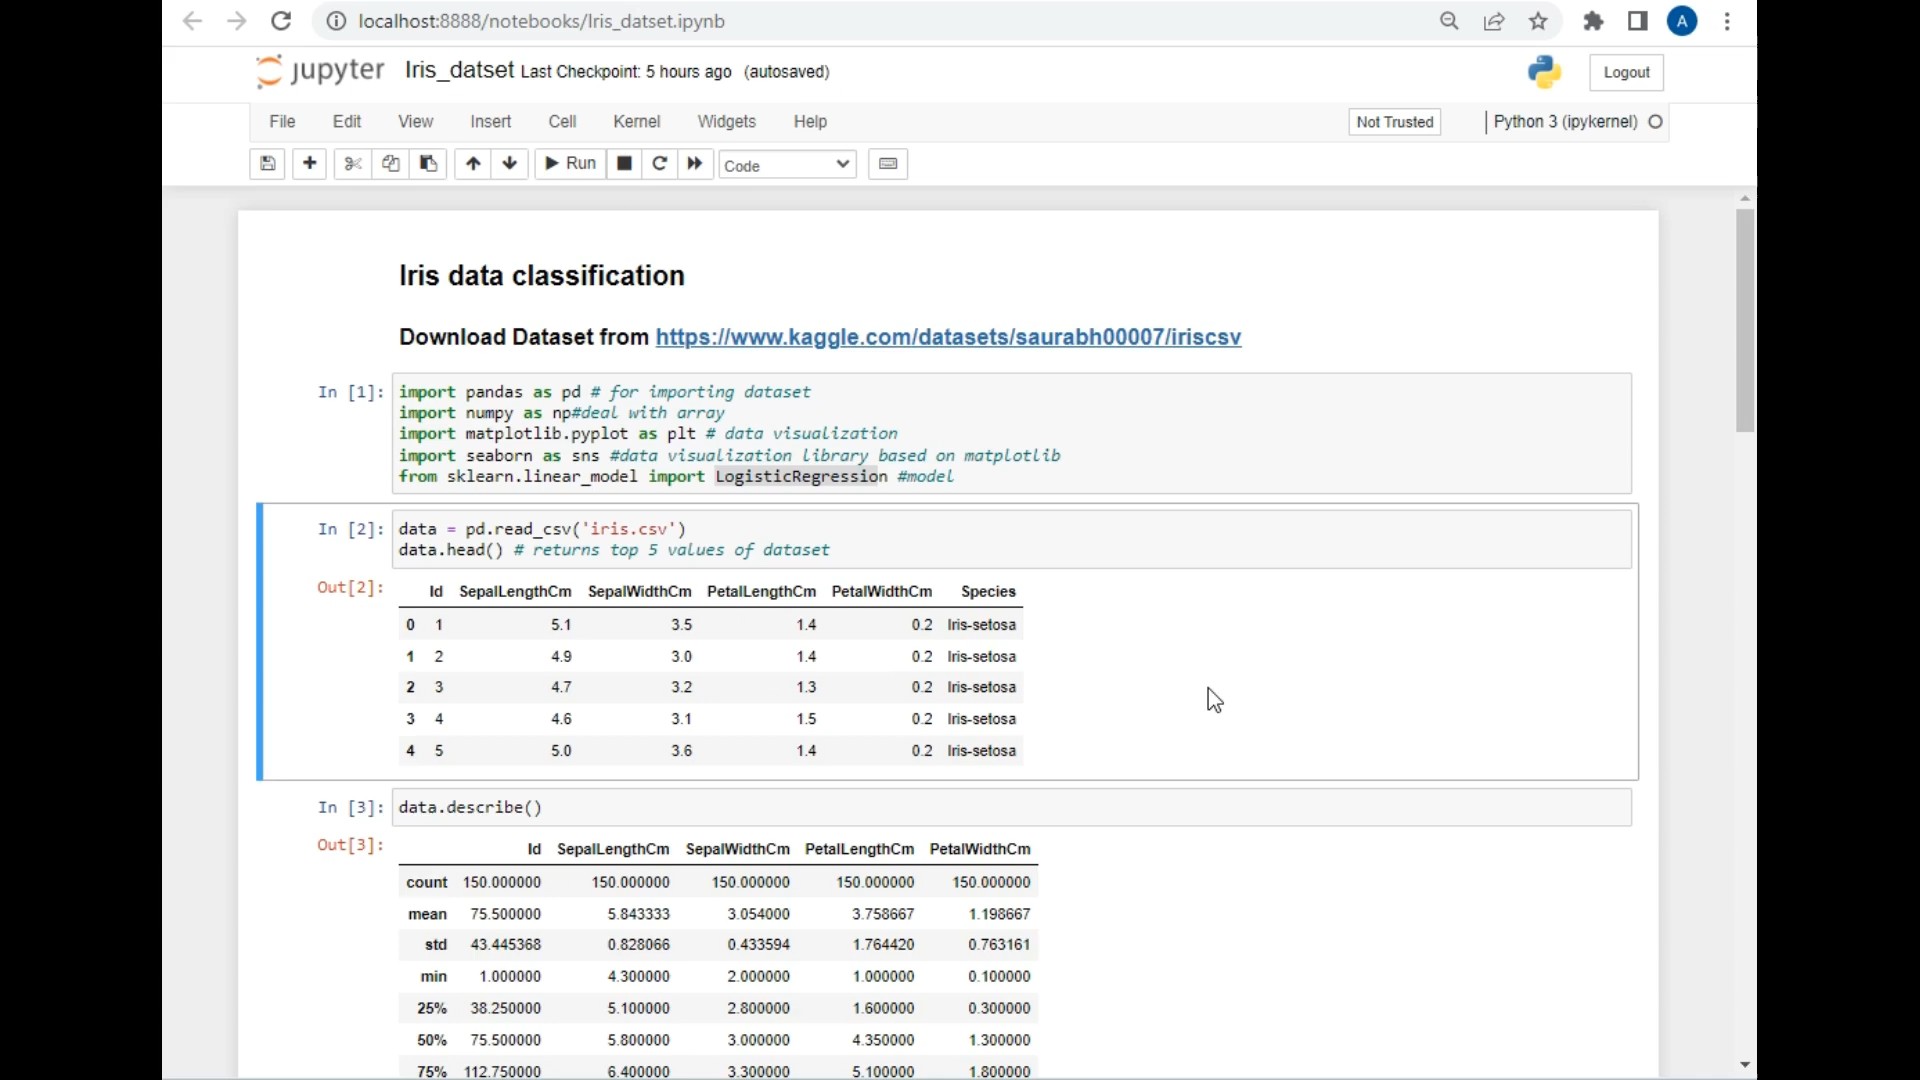 localhost:8888/notebooks/Iris_datset.ipynb
A
jupyter Iris_datset Last Checkpoint: 5 hours ago (autosaved)
Logout
File Edit View Insert Cell Kernel Widgets Help
Not Trusted
Python 3 (ipykernel)
Run
Code
Iris data classification
Download Dataset from https://www.kaggle.com/datasets/saurabh00007/iriscsv
In [1]: import pandas as pd # for importing dataset
import numpy as np#deal with array
import matplotlib.pyplot as plt # data visualization
import seaborn as sns #data visualization library based on matplotlib
from sklearn.linear_model import LogisticRegression #model
In [2]: data = pd.read_csv('iris.csv')
data.head() # returns top 5 values of dataset
Out[2]: Id SepalLengthCm SepalWidthCm PetalLengthCm PetalWidthCm Species
0 1 5.1 3.5 1.4 0.2 Iris-setosa
1 2 4.9 3.0 1.4 0.2 Iris-setosa
2 3 4.7 3.2 1.3 0.2 Iris-setosa
3 4 4.6 3.1 1.5 0.2 Iris-setosa
4 5 5.0 3.6 1.4 0.2 Iris-setosa
In [3]: data.describe()
Out[3]: Id SepalLengthCm SepalWidthCm PetalLengthCm PetalWidthCm
count 150.000000 150.000000 150.000000 150.000000 150.000000
mean 75.500000 5.843333 3.054000 3.758667 1.198667
std 43.445368 0.828066 0.433594 1.764420 0.763161
min 1.000000 4.300000 2.000000 1.000000 0.100000
25% 38.250000 5.100000 2.800000 1.600000 0.300000
50% 75.500000 5.800000 3.000000 4.350000 1.300000
75% 112.750000 6.400000 3.300000 5.100000 1.800000